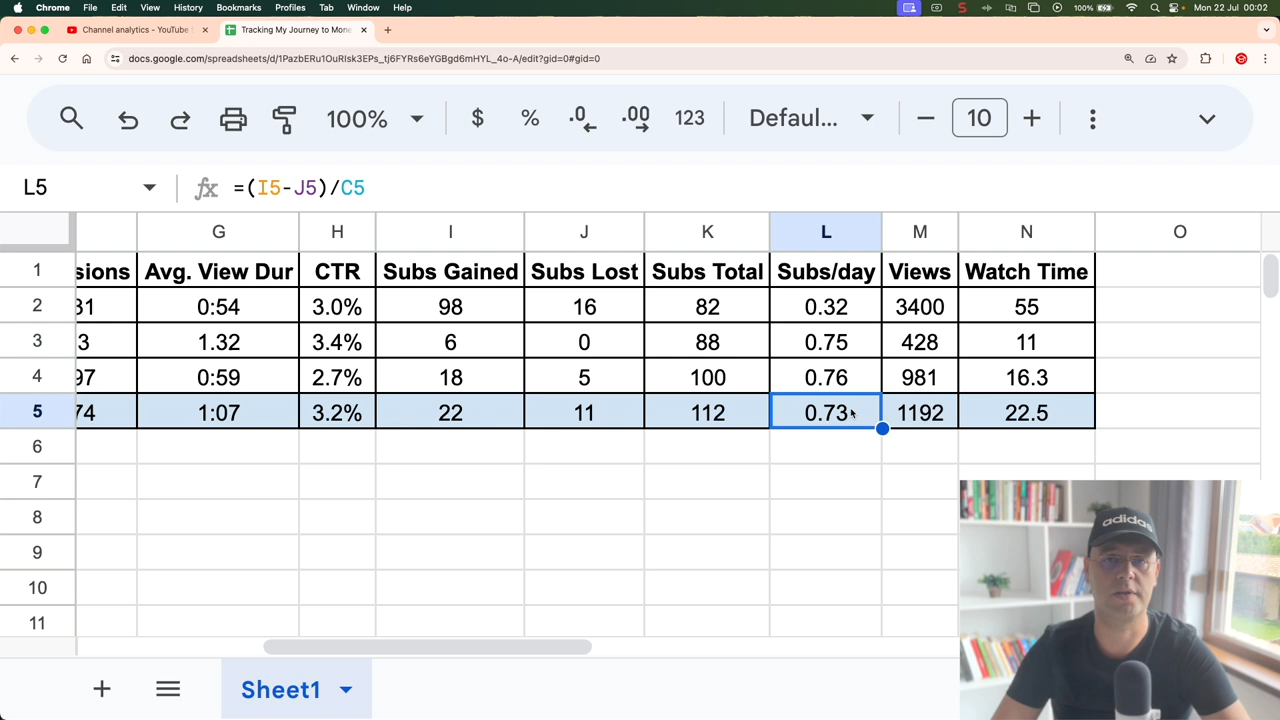 Chrome File Edit View History Bookmarks Profiles Tab Window Help 100% Mon 22 Jul 00:02
Channel analytics - YouTube Tracking My Journey to Mone
docs.google.com/spreadsheets/d/1PazbERu1OuRlsk3EPs_tj6FYRs6eYGBgd6mHYL_4o-A/edit?gid=0#gid=0
100% $ % .0 .00 123 Defaul... 10
L5 fx =(I5-J5)/C5
G H I J K L M N O
1 sions Avg. View Dur CTR Subs Gained Subs Lost Subs Total Subs/day Views Watch Time
2 31 0:54 3.0% 98 16 82 0.32 3400 55
3 3 1.32 3.4% 6 0 88 0.75 428 11
4 97 0:59 2.7% 18 5 100 0.76 981 16.3
5 74 1:07 3.2% 22 11 112 0.73 1192 22.5
6
7
8
9
10
11
adidas
Sheet1